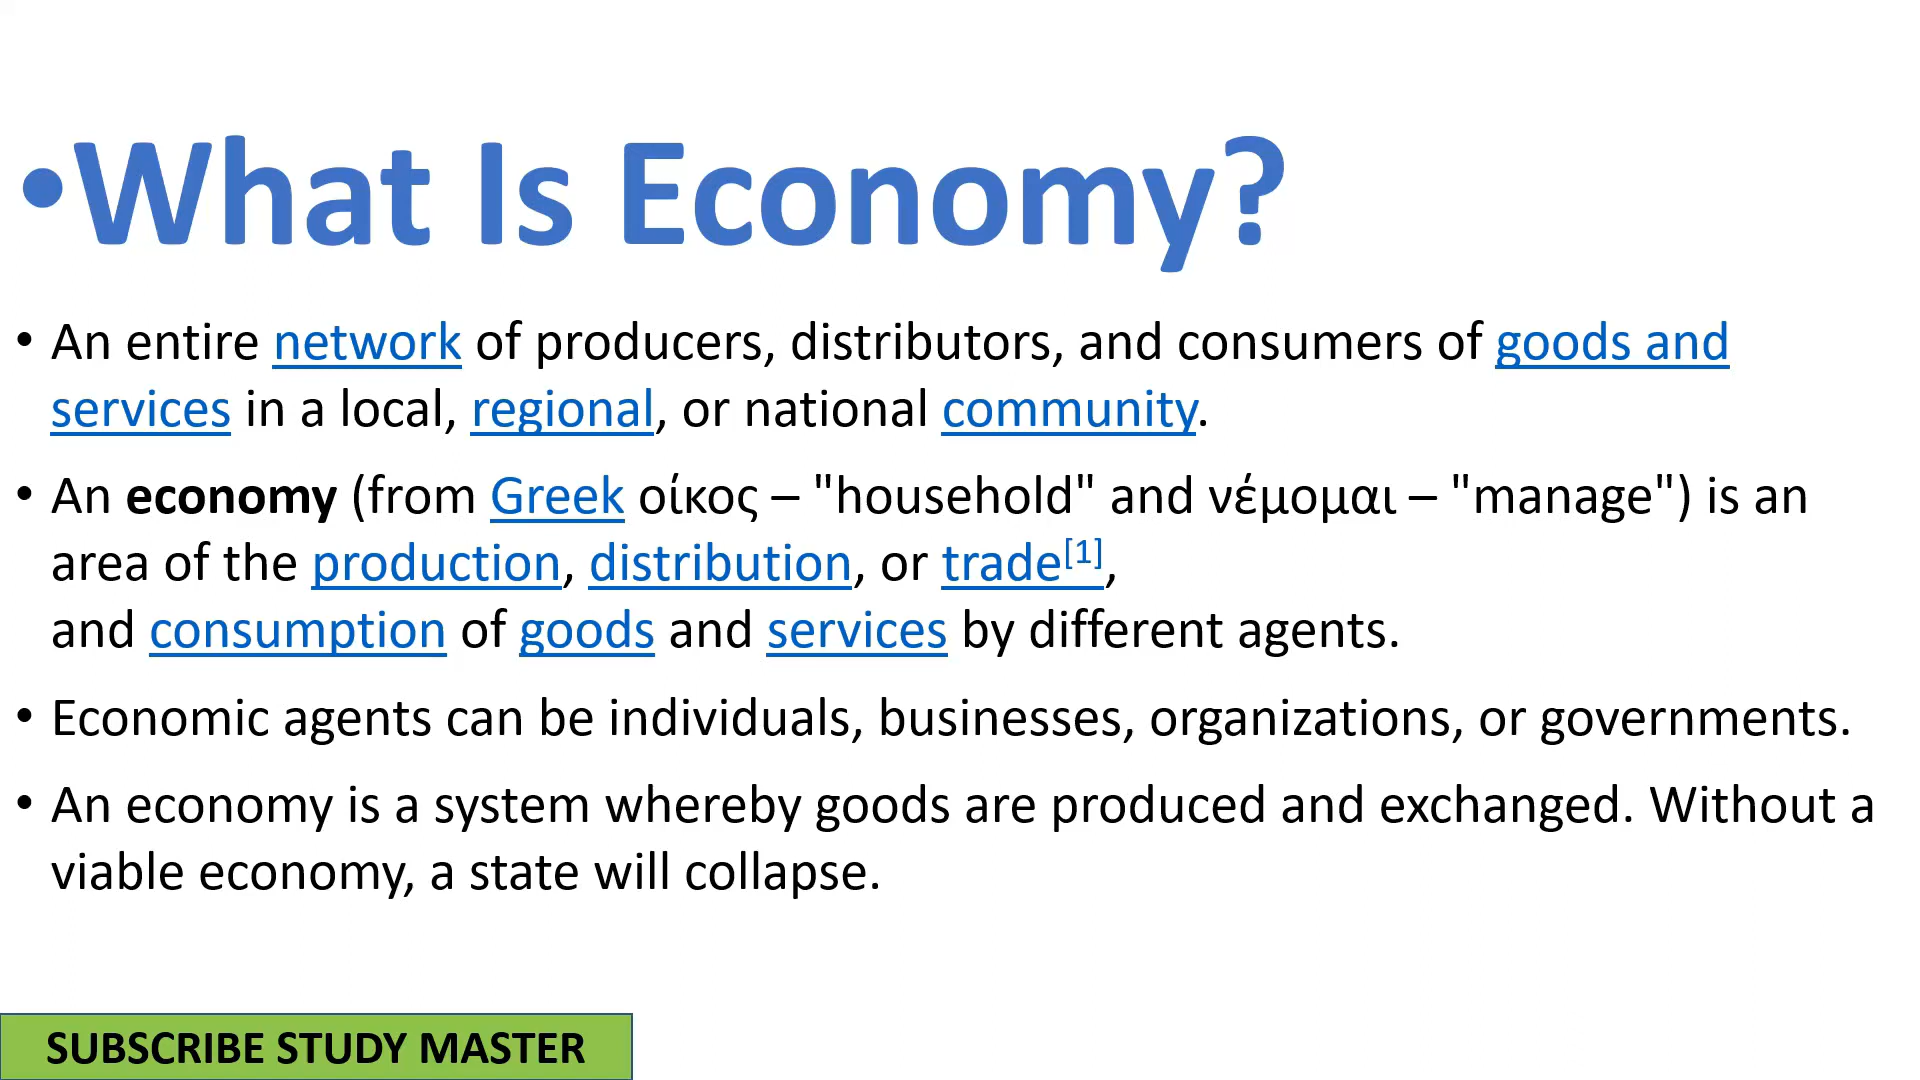 •What Is Economy?
• An entire network of producers, distributors, and consumers of goods and
services in a local, regional, or national community.
• An economy (from Greek οίκος – "household" and νέμομαι – "manage") is an
area of the production, distribution, or trade[1],
and consumption of goods and services by different agents.
• Economic agents can be individuals, businesses, organizations, or governments.
• An economy is a system whereby goods are produced and exchanged. Without a
viable economy, a state will collapse.
SUBSCRIBE STUDY MASTER